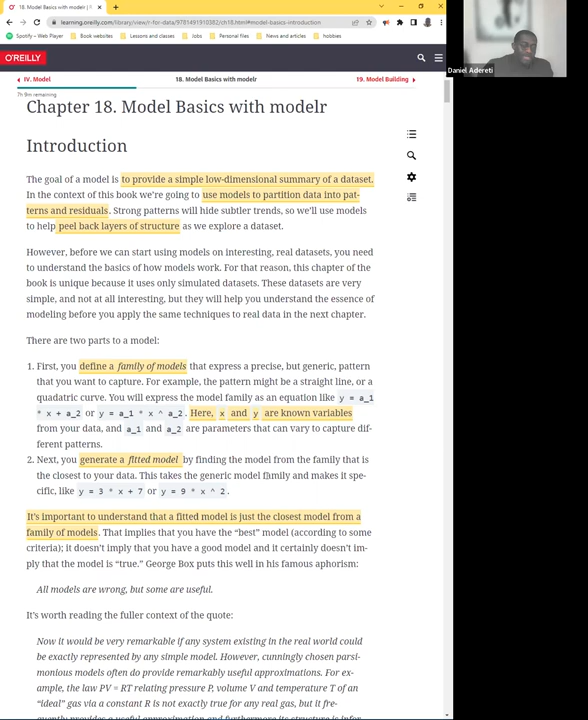 18. Model Basics with modelr | R
learning.oreilly.com/library/view/r-for-data/9781491910382/ch18.html#model-basics-introduction
Spotify – Web Player
Book websites
Lessons and classes
Jobs
Personal files
News and articles
hobbies
O'REILLY
Daniel Adereti
IV. Model
18. Model Basics with modelr
19. Model Building
7h 9m remaining
Chapter 18. Model Basics with modelr
Introduction
The goal of a model is to provide a simple low-dimensional summary of a dataset.
In the context of this book we're going to use models to partition data into pat-
terns and residuals. Strong patterns will hide subtler trends, so we'll use models
to help peel back layers of structure as we explore a dataset.
However, before we can start using models on interesting, real datasets, you need
to understand the basics of how models work. For that reason, this chapter of the
book is unique because it uses only simulated datasets. These datasets are very
simple, and not at all interesting, but they will help you understand the essence of
modeling before you apply the same techniques to real data in the next chapter.
There are two parts to a model:
1. First, you define a family of models that express a precise, but generic, pattern
that you want to capture. For example, the pattern might be a straight line, or a
quadratic curve. You will express the model family as an equation like y = a_1
* x + a_2 or y = a_1 * x ^ a_2. Here, x and y are known variables
from your data, and a_1 and a_2 are parameters that can vary to capture dif-
ferent patterns.
2. Next, you generate a fitted model by finding the model from the family that is
the closest to your data. This takes the generic model family and makes it spe-
cific, like y = 3 * x + 7 or y = 9 * x ^ 2.
It's important to understand that a fitted model is just the closest model from a
family of models. That implies that you have the “best” model (according to some
criteria); it doesn't imply that you have a good model and it certainly doesn't im-
ply that the model is “true.” George Box puts this well in his famous aphorism:
All models are wrong, but some are useful.
It's worth reading the fuller context of the quote:
Now it would be very remarkable if any system existing in the real world could
be exactly represented by any simple model. However, cunningly chosen parsi-
monious models often do provide remarkably useful approximations. For ex-
ample, the law PV = RT relating pressure P, volume V and temperature T of an
“ideal” gas via a constant R is not exactly true for any real gas, but it fre-
quently provides a useful approximation and furthermore its structure is infor-